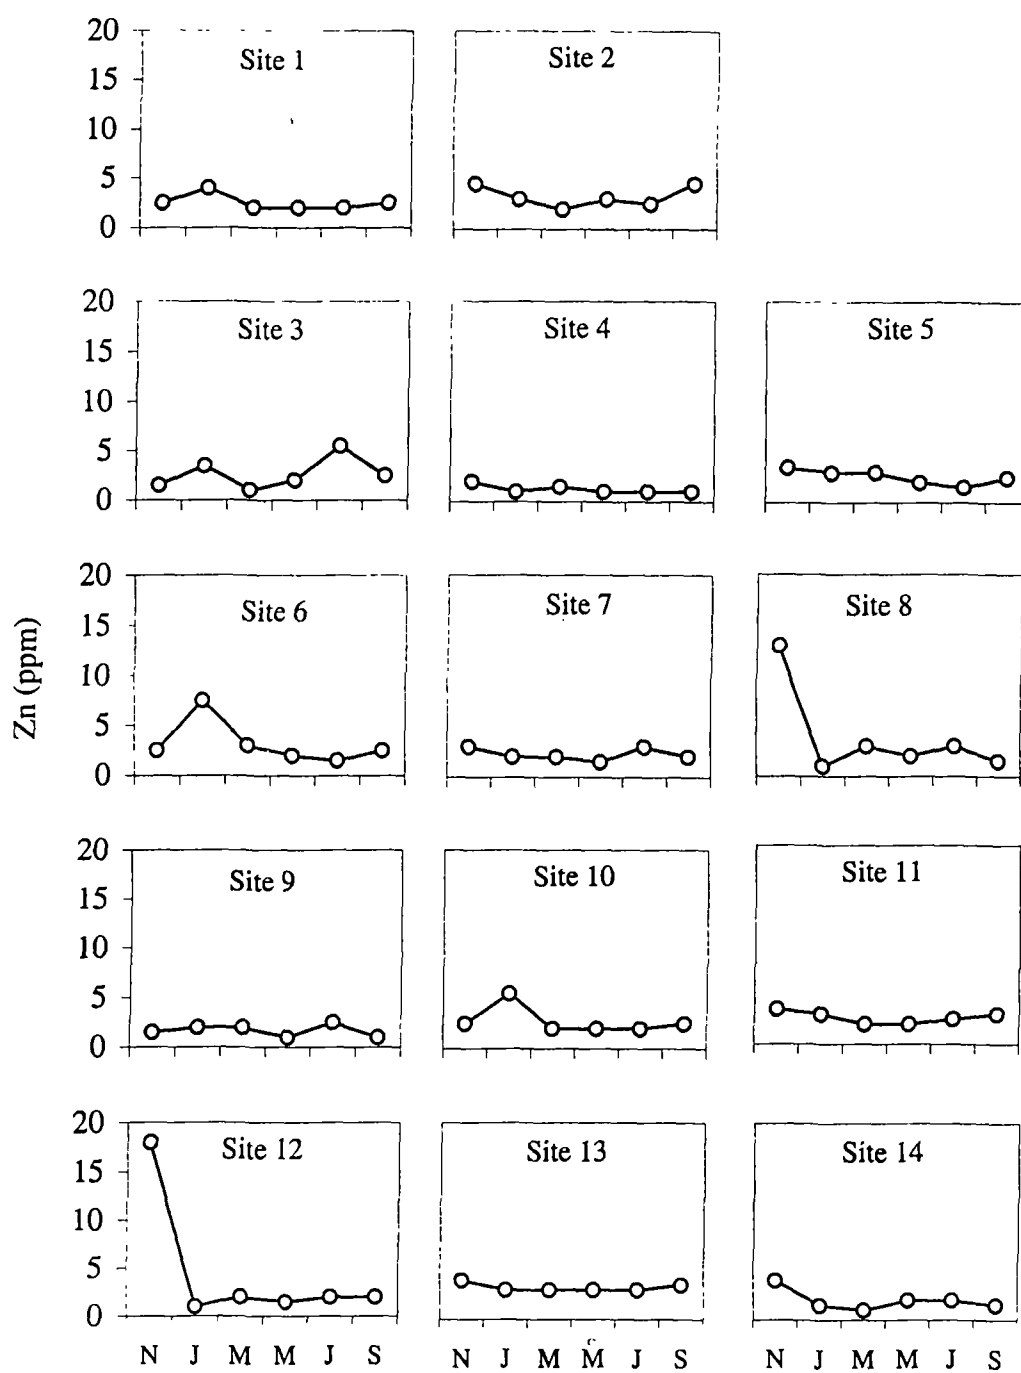 20
15
10
5
0
Site 1
Site 2
20
15
10
5
0
Site 3
Site 4
Site 5
Zn (ppm)
20
15
10
5
0
Site 6
Site 7
Site 8
20
15
10
5
0
Site 9
Site 10
Site 11
20
15
10
5
0
Site 12
Site 13
Site 14
N J M M J S
N J M M J S
N J M M J S